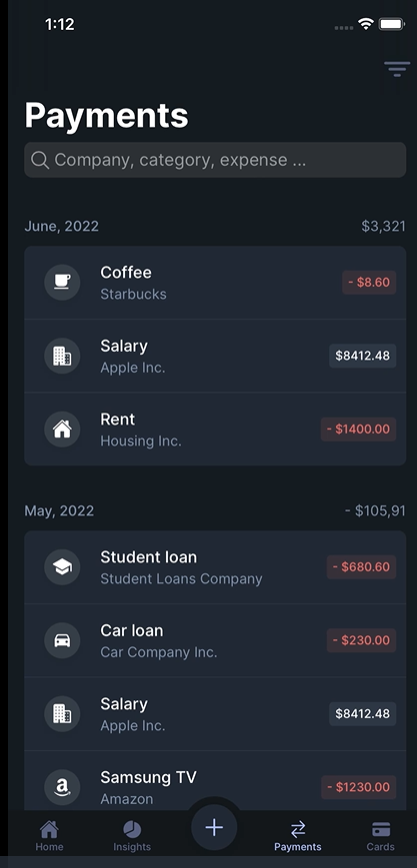 1:12
Payments
Company, category, expense ...
June, 2022 $3,321
Coffee
Starbucks
- $8.60
Salary
Apple Inc.
$8412.48
Rent
Housing Inc.
- $1400.00
May, 2022 - $105,91
Student loan
Student Loans Company
- $680.60
Car loan
Car Company Inc.
- $230.00
Salary
Apple Inc.
$8412.48
Samsung TV
Amazon
- $1230.00
Home Insights Payments Cards